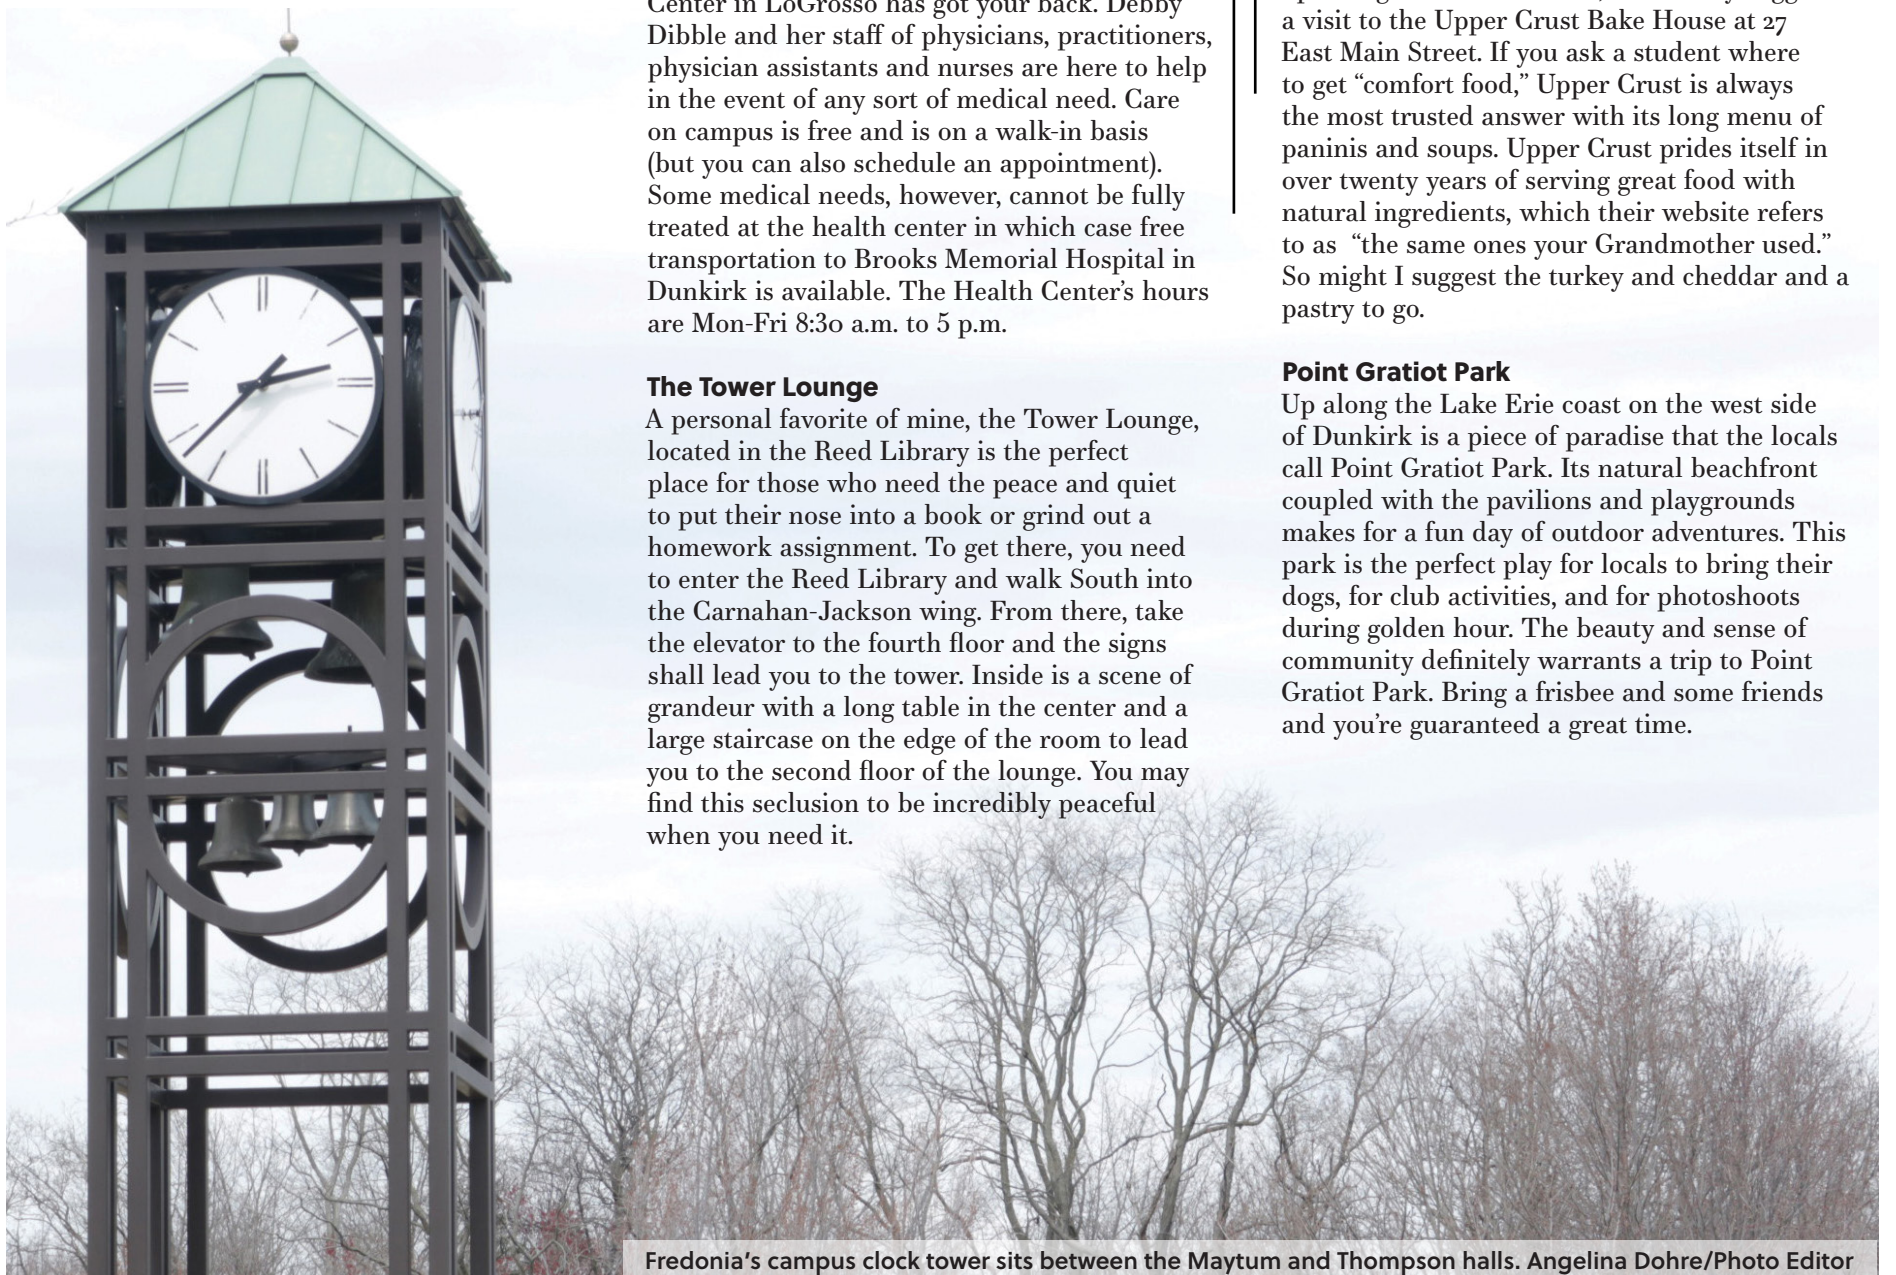 Center in LoGrosso has got your back. Debby
Dibble and her staff of physicians, practitioners,
physician assistants and nurses are here to help
in the event of any sort of medical need. Care
on campus is free and is on a walk-in basis
(but you can also schedule an appointment).
Some medical needs, however, cannot be fully
treated at the health center in which case free
transportation to Brooks Memorial Hospital in
Dunkirk is available. The Health Center’s hours
are Mon-Fri 8:30 a.m. to 5 p.m.
The Tower Lounge
A personal favorite of mine, the Tower Lounge,
located in the Reed Library is the perfect
place for those who need the peace and quiet
to put their nose into a book or grind out a
homework assignment. To get there, you need
to enter the Reed Library and walk South into
the Carnahan-Jackson wing. From there, take
the elevator to the fourth floor and the signs
shall lead you to the tower. Inside is a scene of
grandeur with a long table in the center and a
large staircase on the edge of the room to lead
you to the second floor of the lounge. You may
find this seclusion to be incredibly peaceful
when you need it.
a visit to the Upper Crust Bake House at 27
East Main Street. If you ask a student where
to get “comfort food,” Upper Crust is always
the most trusted answer with its long menu of
paninis and soups. Upper Crust prides itself in
over twenty years of serving great food with
natural ingredients, which their website refers
to as “the same ones your Grandmother used.”
So might I suggest the turkey and cheddar and a
pastry to go.
Point Gratiot Park
Up along the Lake Erie coast on the west side
of Dunkirk is a piece of paradise that the locals
call Point Gratiot Park. Its natural beachfront
coupled with the pavilions and playgrounds
makes for a fun day of outdoor adventures. This
park is the perfect play for locals to bring their
dogs, for club activities, and for photoshoots
during golden hour. The beauty and sense of
community definitely warrants a trip to Point
Gratiot Park. Bring a frisbee and some friends
and you’re guaranteed a great time.
Fredonia’s campus clock tower sits between the Maytum and Thompson halls. Angelina Dohre/Photo Editor